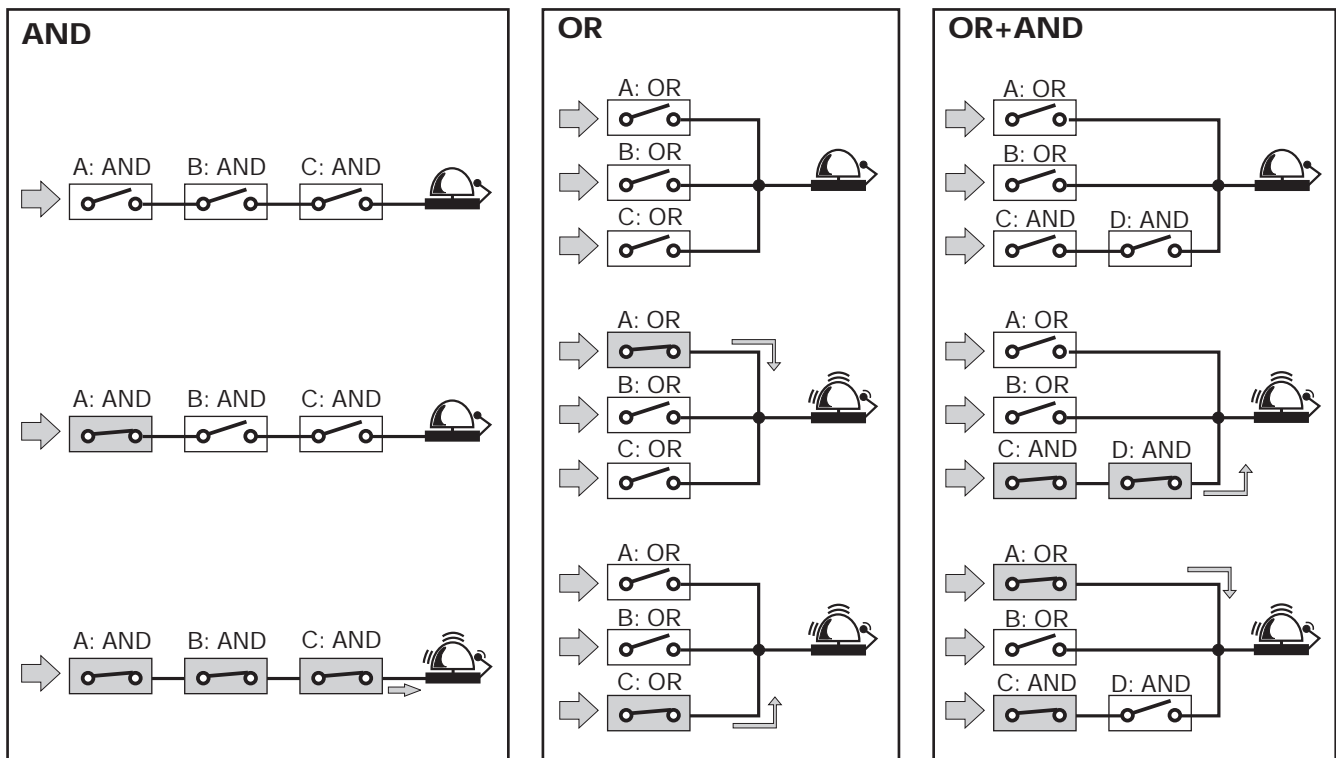 AND
A: AND B: AND C: AND
A: AND B: AND C: AND
A: AND B: AND C: AND
OR
A: OR
B: OR
C: OR
A: OR
B: OR
C: OR
A: OR
B: OR
C: OR
OR+AND
A: OR
B: OR
C: AND D: AND
A: OR
B: OR
C: AND D: AND
A: OR
B: OR
C: AND D: AND